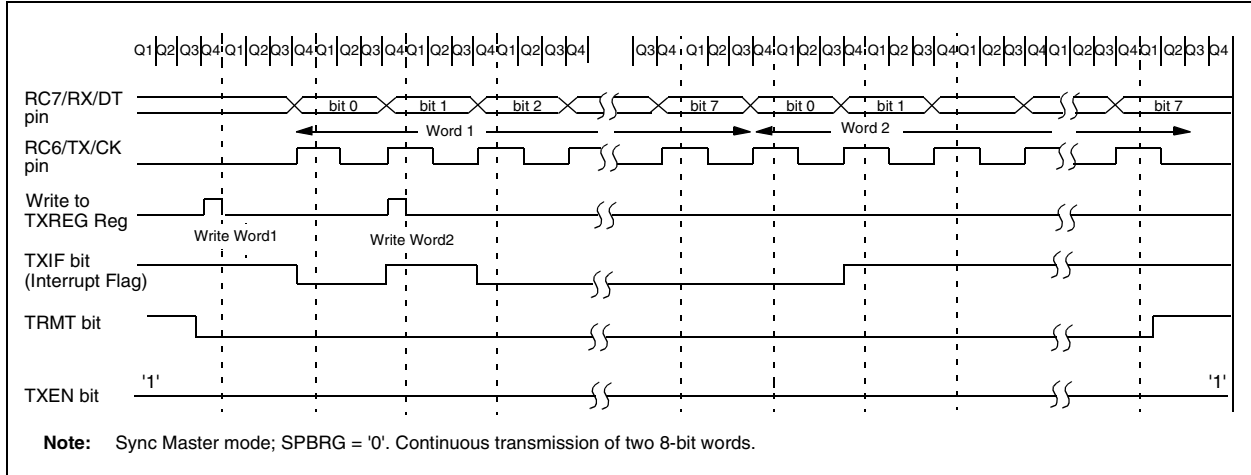 Q1 Q2 Q3 Q4 Q1 Q2 Q3 Q4 Q1 Q2 Q3 Q4 Q1 Q2 Q3 Q4 Q1 Q2 Q3 Q4 Q3 Q4 Q1 Q2 Q3 Q4 Q1 Q2 Q3 Q4 Q1 Q2 Q3 Q4 Q1 Q2 Q3 Q4 Q1 Q2 Q3 Q4 Q1 Q2 Q3 Q4
RC7/RX/DT
pin
bit 0 bit 1 bit 2 bit 7 bit 0 bit 1 bit 7
Word 1 Word 2
RC6/TX/CK
pin
Write to
TXREG Reg
Write Word1 Write Word2
TXIF bit
(Interrupt Flag)
TRMT bit
'1' '1'
TXEN bit
Note: Sync Master mode; SPBRG = '0'. Continuous transmission of two 8-bit words.